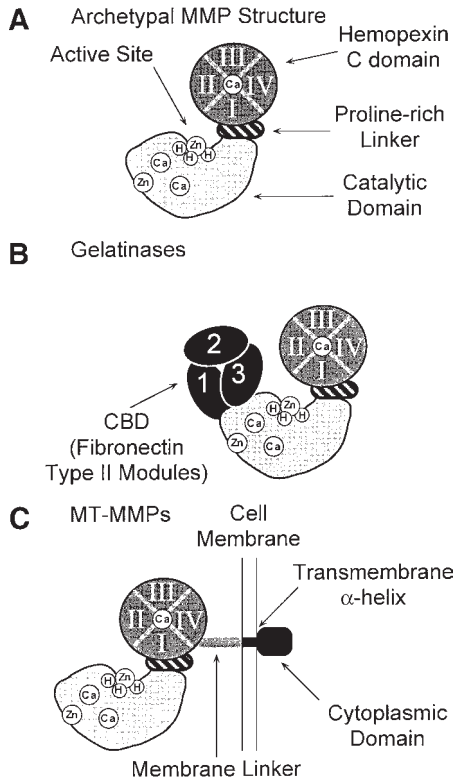 A
Archetypal MMP Structure
Active Site
Hemopexin
C domain
III
II Ca IV
I
Proline-rich
Linker
H Zn
H H
Ca
Zn Ca
Catalytic
Domain
B
Gelatinases
2
1 3
III
II Ca IV
I
CBD
(Fibronectin
Type II Modules)
H Zn
H H
Ca
Zn Ca
C
MT-MMPs
Cell
Membrane
Transmembrane
α-helix
III
II Ca IV
I
H Zn
H H
Ca
Zn Ca
Cytoplasmic
Domain
Membrane Linker